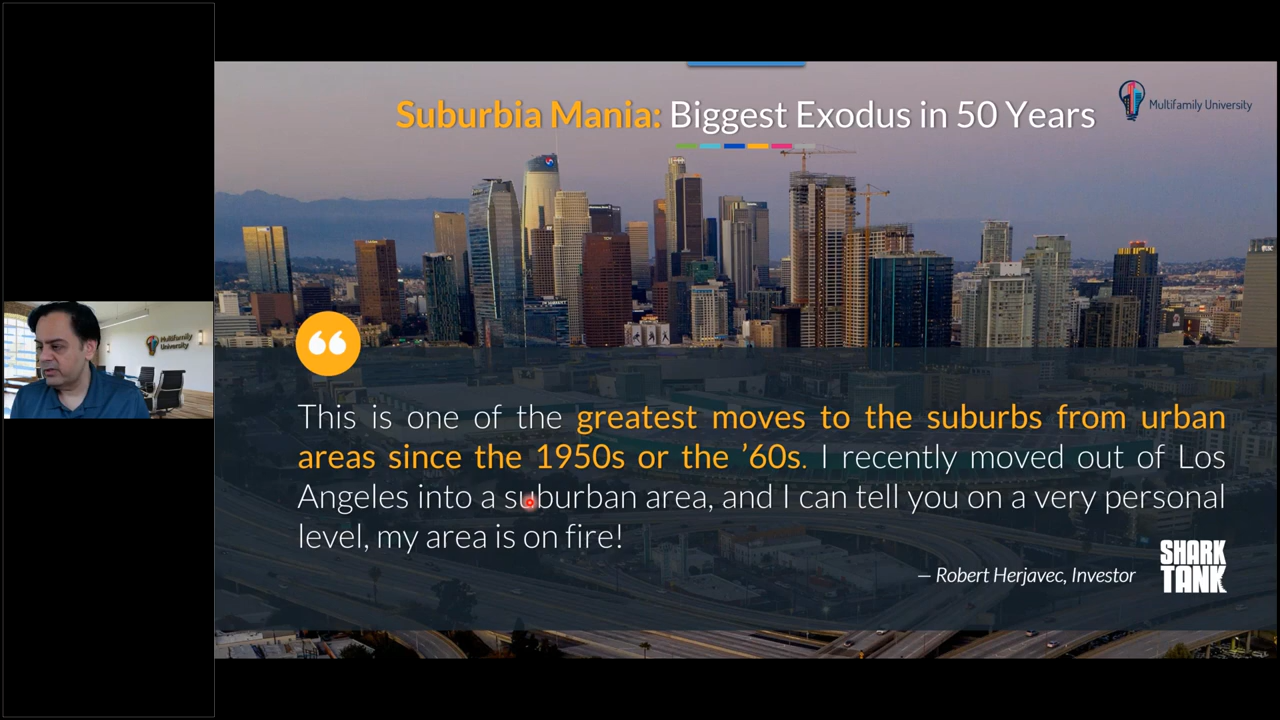 Suburbia Mania: Biggest Exodus in 50 Years
Multifamily University
Multifamily
University
This is one of the greatest moves to the suburbs from urban
areas since the 1950s or the ’60s. I recently moved out of Los
Angeles into a suburban area, and I can tell you on a very personal
level, my area is on fire!
— Robert Herjavec, Investor
SHARK
TANK